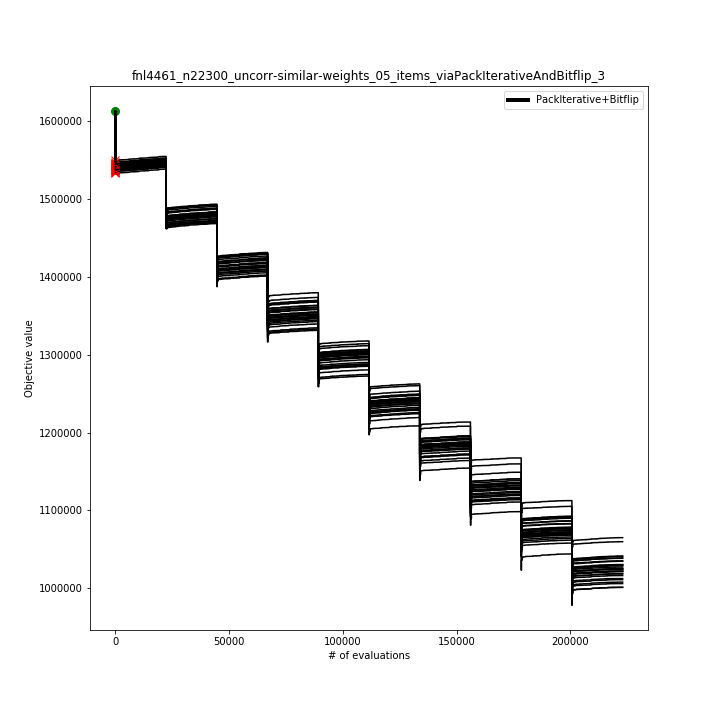 fnl4461_n22300_uncorr-similar-weights_05_items_viaPackIterativeAndBitflip_3
PackIterative+Bitflip
1600000
1500000
1400000
1300000
1200000
1100000
1000000
Objective value
0 50000 100000 150000 200000
# of evaluations